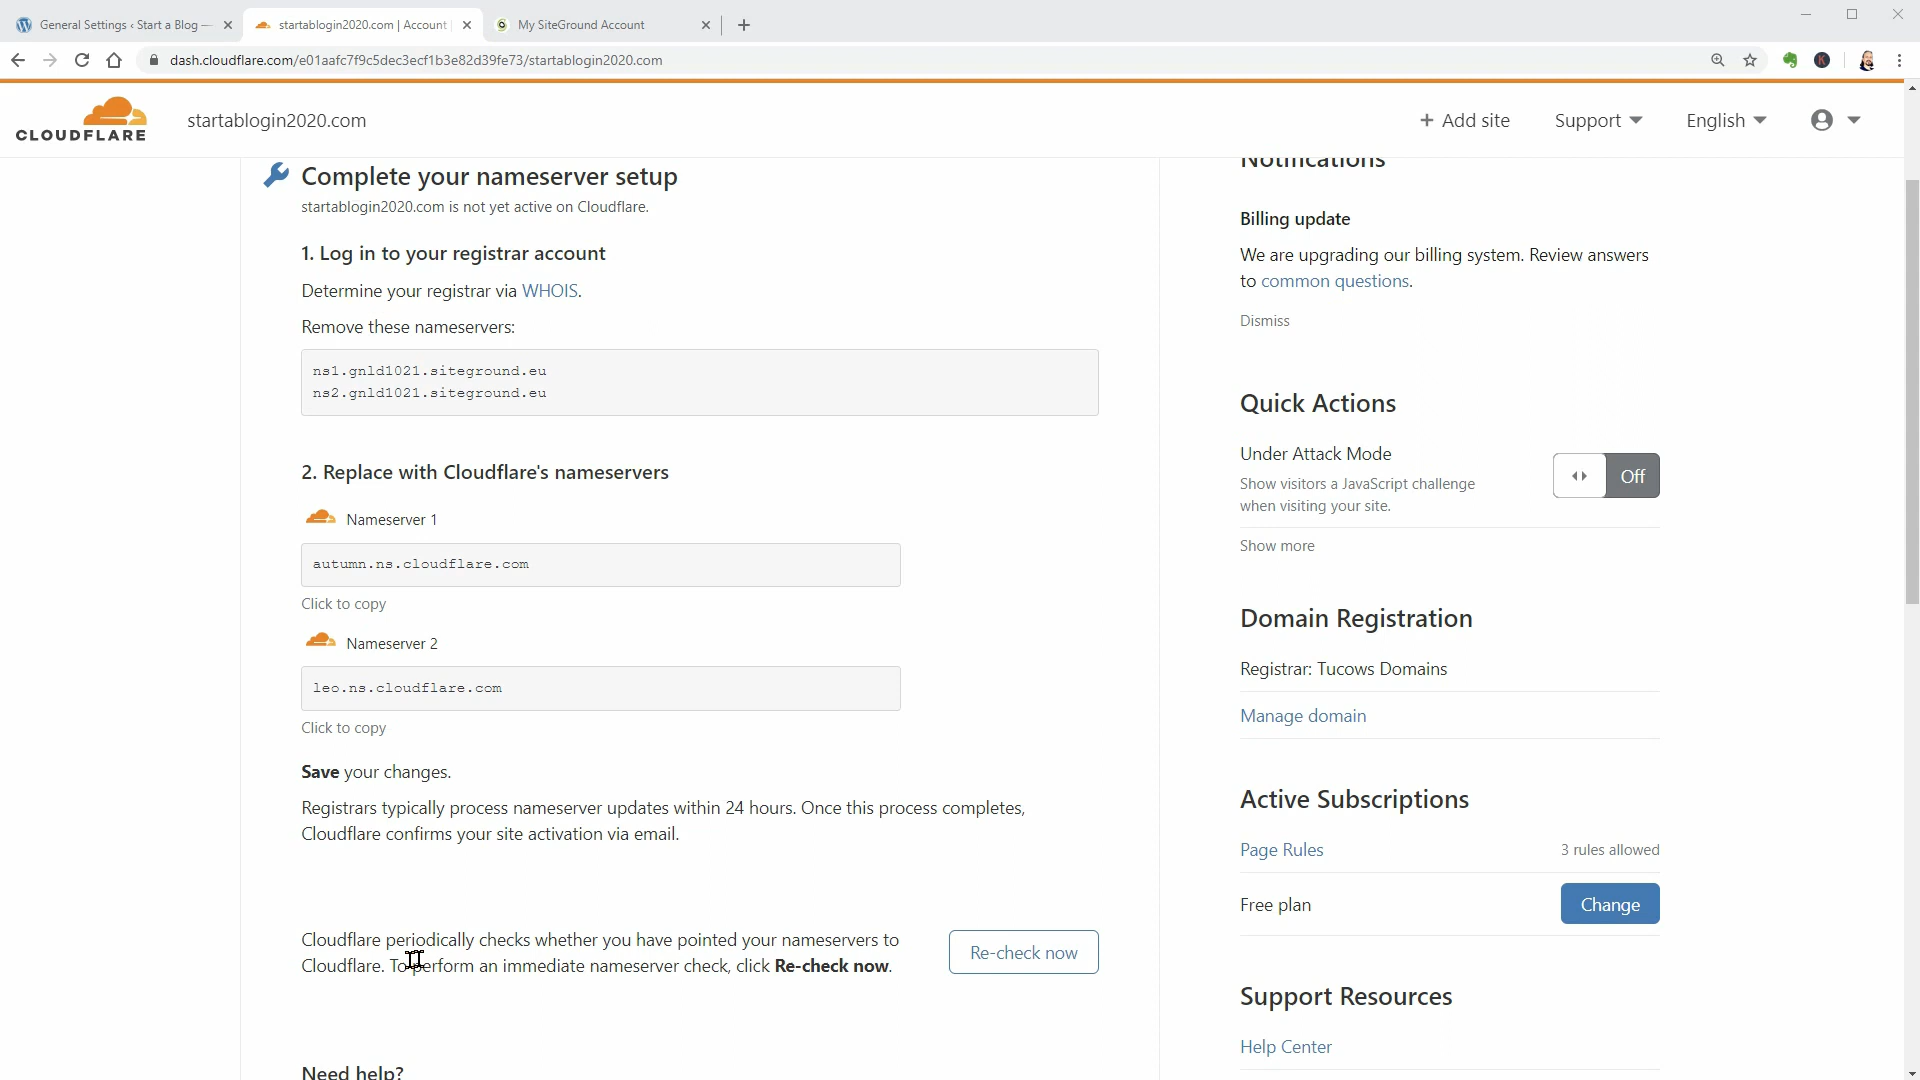 General Settings ‹ Start a Blog —
startablogin2020.com | Account
My SiteGround Account
dash.cloudflare.com/e01aafc7f9c5dec3ecf1b3e82d39fe73/startablogin2020.com
CLOUDFLARE
startablogin2020.com
+ Add site
Support
English
Complete your nameserver setup
startablogin2020.com is not yet active on Cloudflare.
1. Log in to your registrar account
Determine your registrar via WHOIS.
Remove these nameservers:
ns1.gnld1021.siteground.eu
ns2.gnld1021.siteground.eu
2. Replace with Cloudflare's nameservers
Nameserver 1
autumn.ns.cloudflare.com
Click to copy
Nameserver 2
leo.ns.cloudflare.com
Click to copy
Save your changes.
Registrars typically process nameserver updates within 24 hours. Once this process completes,
Cloudflare confirms your site activation via email.
Cloudflare periodically checks whether you have pointed your nameservers to
Cloudflare. To perform an immediate nameserver check, click Re-check now.
Re-check now
Need help?
Notifications
Billing update
We are upgrading our billing system. Review answers
to common questions.
Dismiss
Quick Actions
Under Attack Mode
Show visitors a JavaScript challenge
when visiting your site.
Off
Show more
Domain Registration
Registrar: Tucows Domains
Manage domain
Active Subscriptions
Page Rules
3 rules allowed
Free plan
Change
Support Resources
Help Center